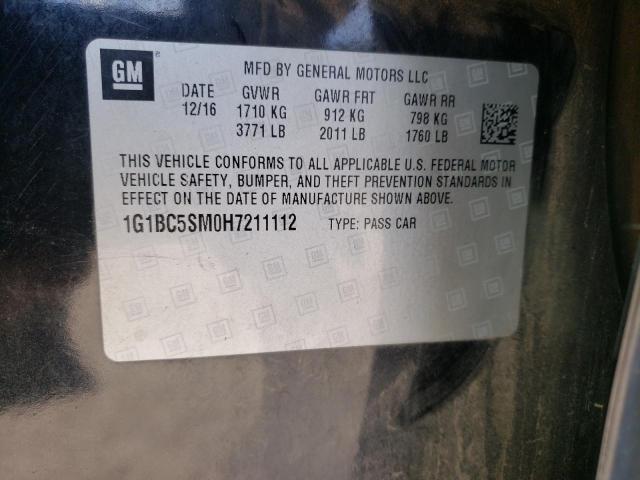 GM ®
MFD BY GENERAL MOTORS LLC
DATE GVWR GAWR FRT GAWR RR
12/16 1710 KG 912 KG 798 KG
3771 LB 2011 LB 1760 LB
THIS VEHICLE CONFORMS TO ALL APPLICABLE U.S. FEDERAL MOTOR
VEHICLE SAFETY, BUMPER, AND THEFT PREVENTION STANDARDS IN
EFFECT ON THE DATE OF MANUFACTURE SHOWN ABOVE.
1G1BC5SM0H7211112 TYPE: PASS CAR